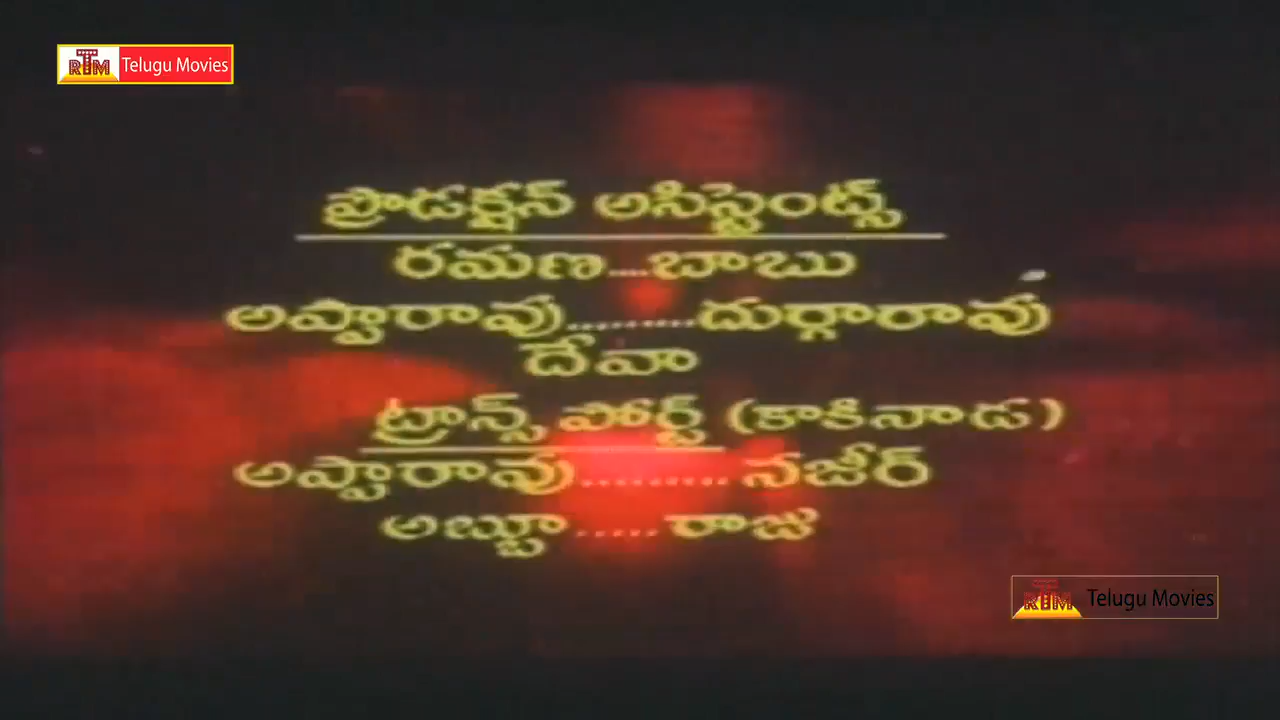 RTM Telugu Movies
ప్రొడక్షన్ అసిస్టెంట్స్
రమణ....బాబు
అప్పారావు.........దుర్గారావు
దేవా
ట్రాన్స్ పోర్ట్ (కాకినాడ)
అప్పారావు.......... నజీర్
అబ్బూ.....రాజు
RTM Telugu Movies